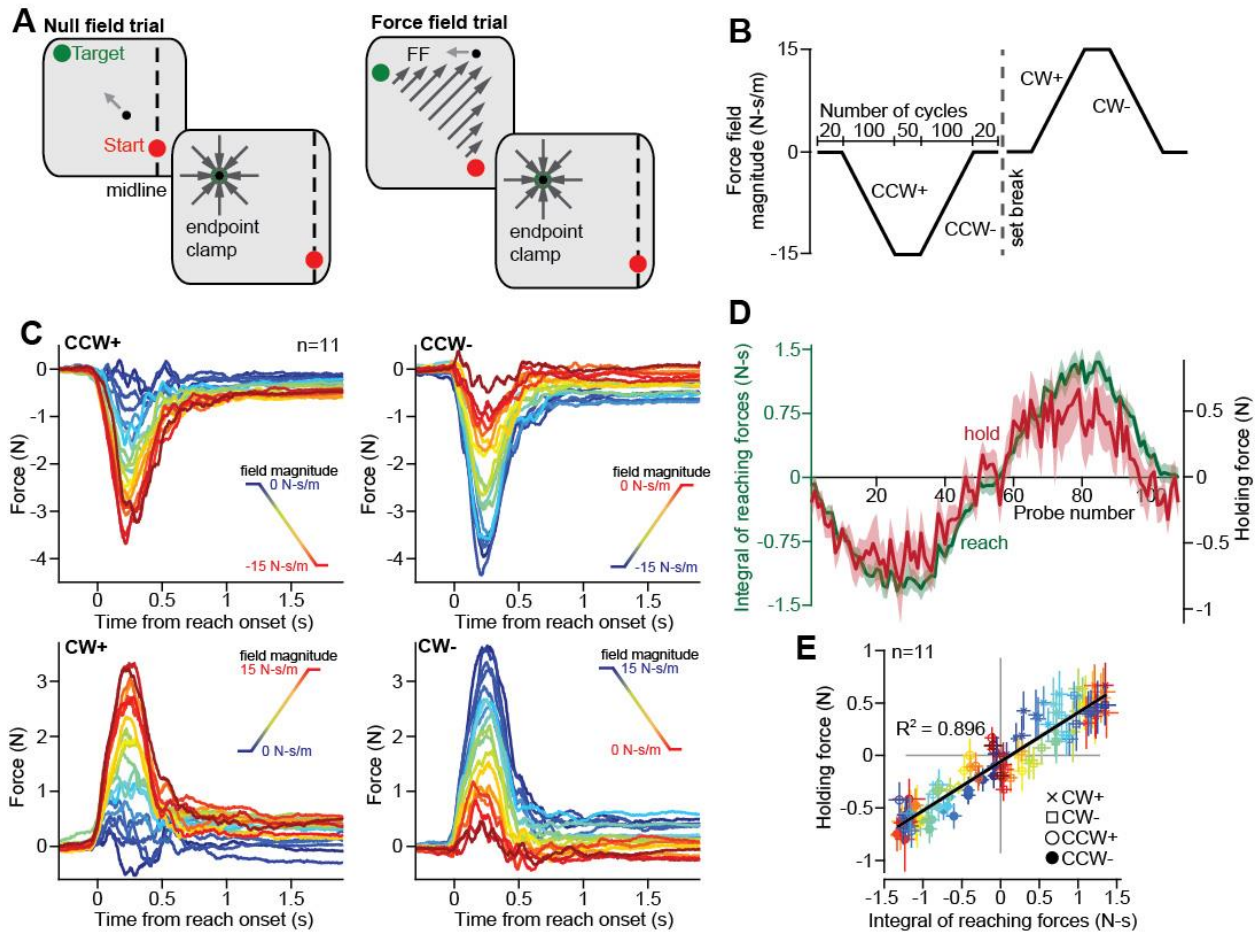 A
Null field trial
Target
Start
midline
endpoint
clamp
Force field trial
FF
endpoint
clamp
B
Force field
magnitude (N-s/m)
15
0
-15
Number of cycles
20 100 50 100 20
CCW+
CCW-
set break
CW+
CW-
C
CCW+
n=11
Force (N)
0
-1
-2
-3
-4
field magnitude
0 N-s/m
-15 N-s/m
0 0.5 1 1.5
Time from reach onset (s)
CCW-
Force (N)
0
-1
-2
-3
-4
field magnitude
0 N-s/m
-15 N-s/m
0 0.5 1 1.5
Time from reach onset (s)
CW+
Force (N)
3
2
1
0
field magnitude
15 N-s/m
0 N-s/m
0 0.5 1 1.5
Time from reach onset (s)
CW-
Force (N)
3
2
1
0
field magnitude
15 N-s/m
0 N-s/m
0 0.5 1 1.5
Time from reach onset (s)
D
Integral of reaching forces (N-s)
1.5
0.75
0
-0.75
-1.5
hold
reach
20 40 60 80 100
Probe number
0.5
0
-0.5
-1
Holding force (N)
E
n=11
R² = 0.896
Holding force (N)
1
0.5
0
-0.5
-1
CW+
CW-
CCW+
CCW-
-1.5 -1 -0.5 0 0.5 1 1.5
Integral of reaching forces (N-s)